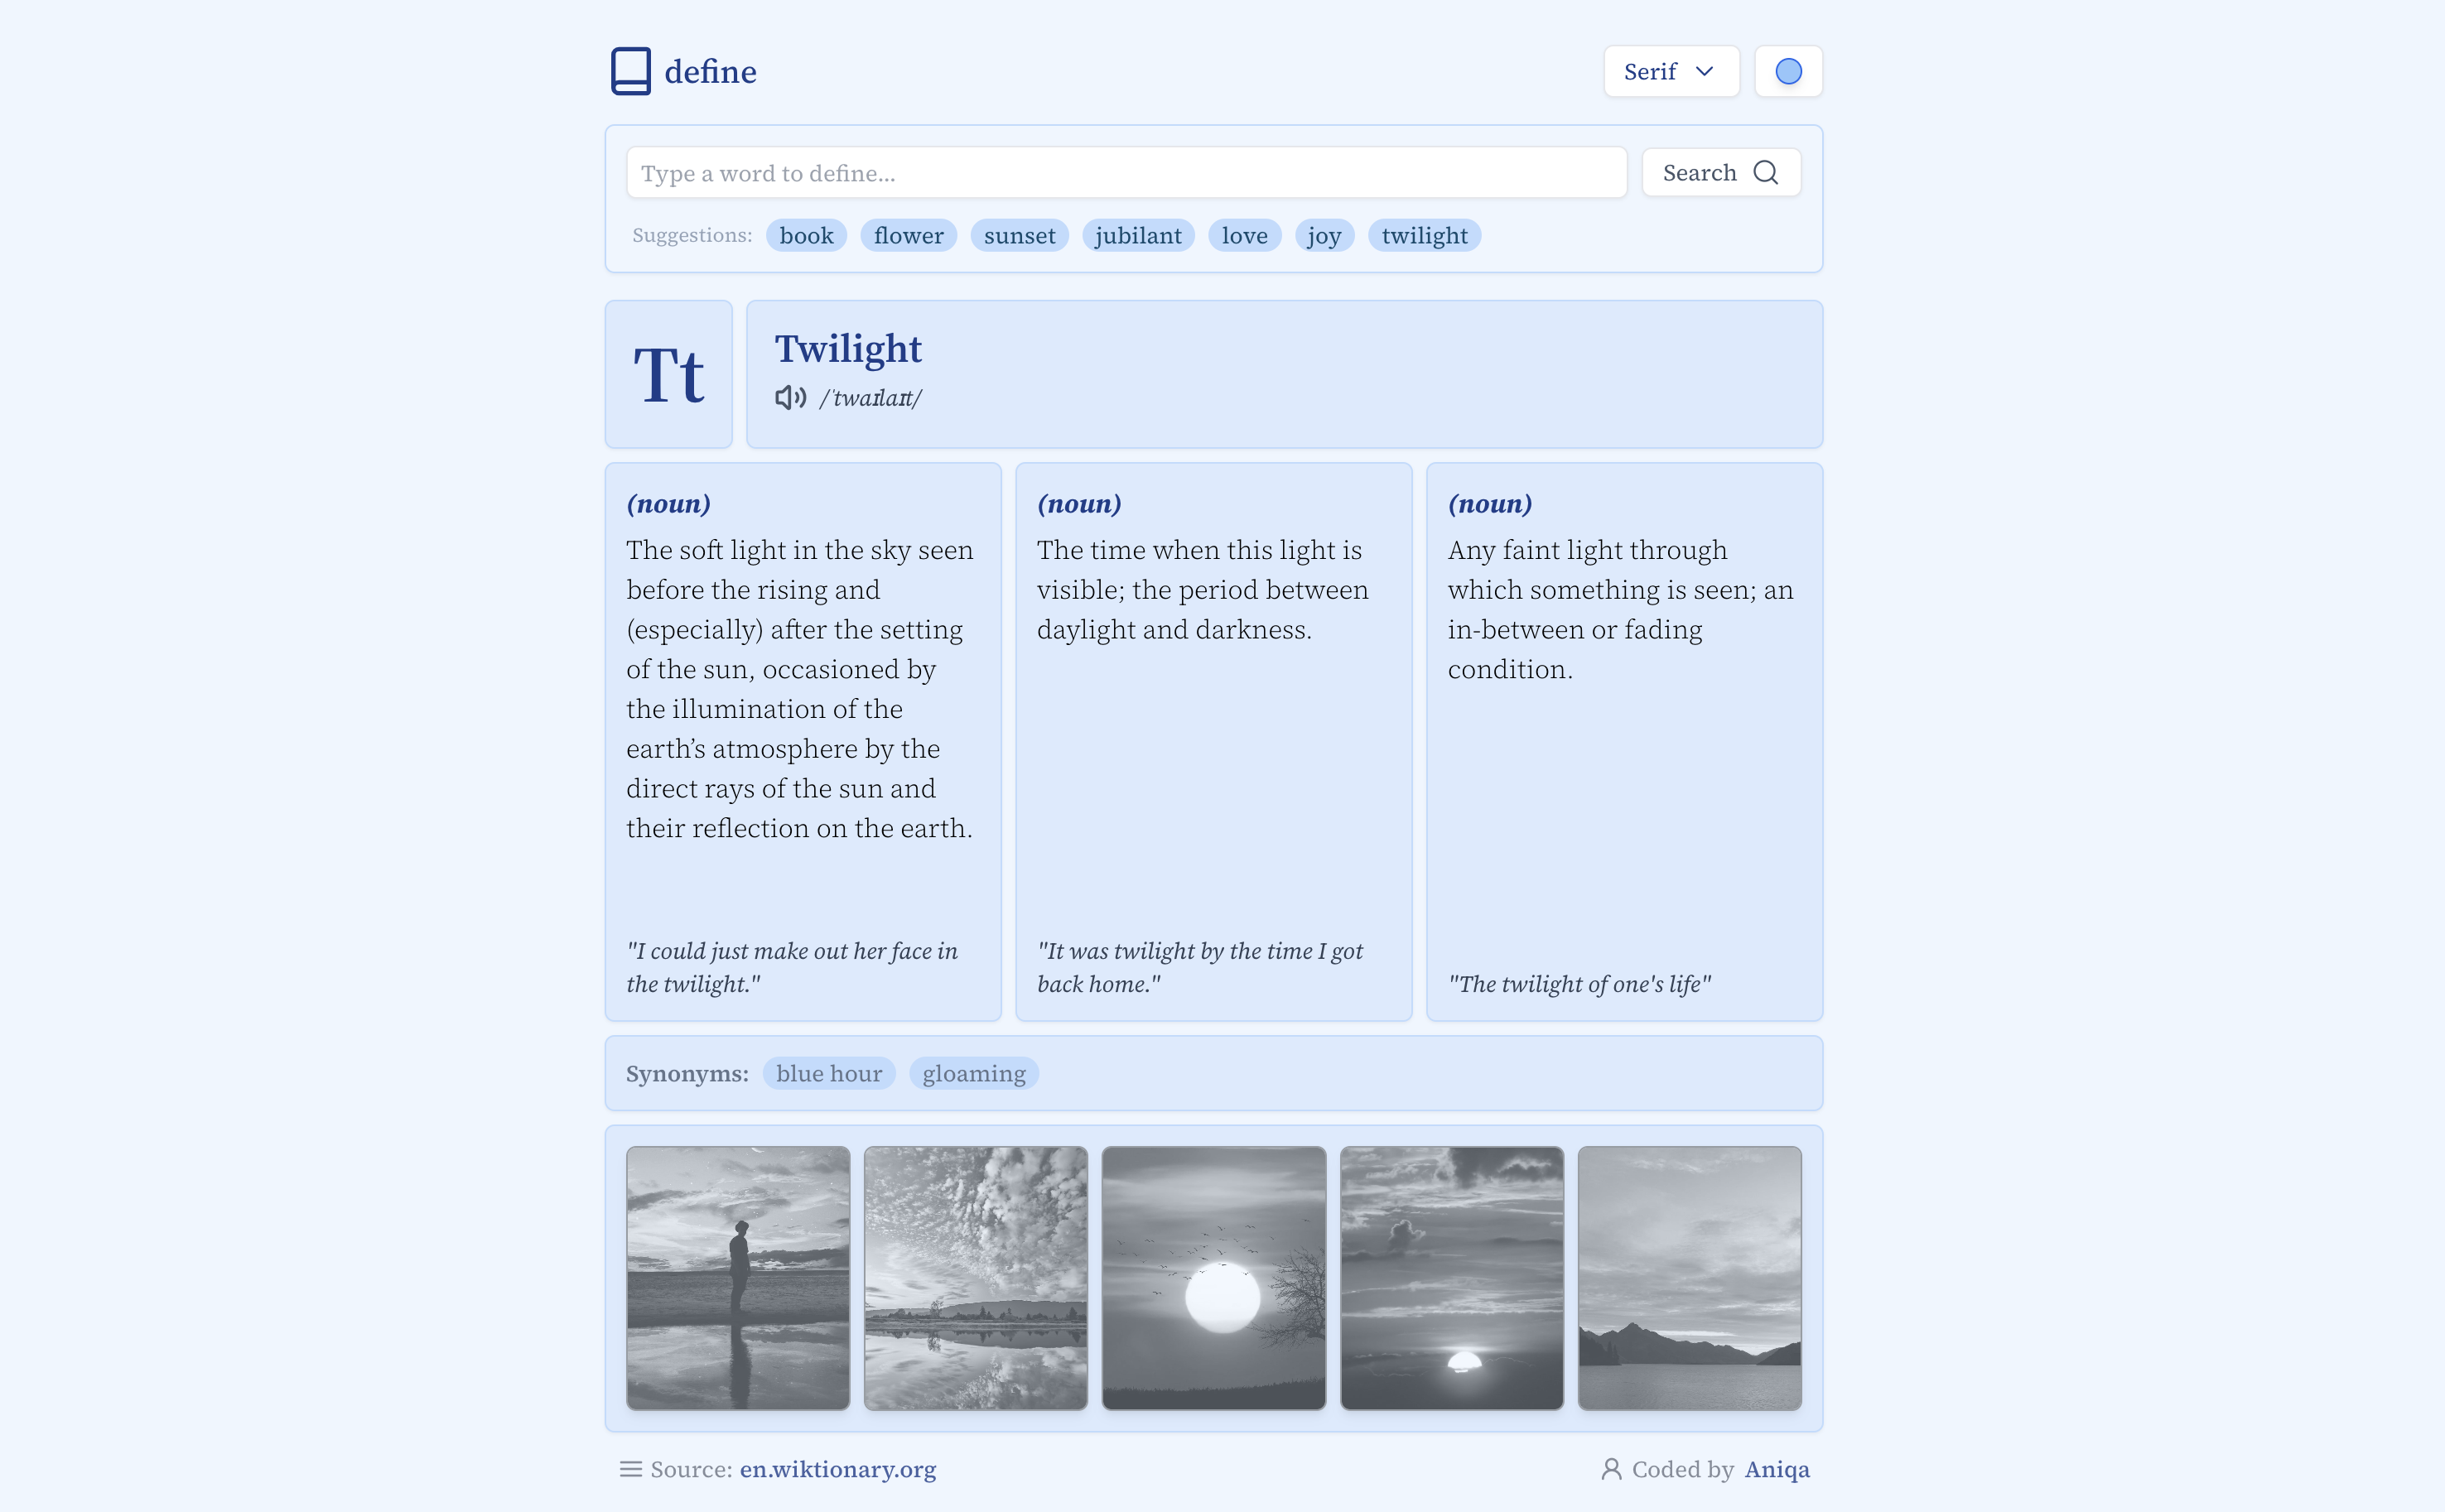 define
Serif
Type a word to define...
Search
Suggestions: book flower sunset jubilant love joy twilight
Tt
Twilight
/ˈtwaɪlaɪt/
(noun)
The soft light in the sky seen
before the rising and
(especially) after the setting
of the sun, occasioned by
the illumination of the
earth’s atmosphere by the
direct rays of the sun and
their reflection on the earth.
"I could just make out her face in
the twilight."
(noun)
The time when this light is
visible; the period between
daylight and darkness.
"It was twilight by the time I got
back home."
(noun)
Any faint light through
which something is seen; an
in-between or fading
condition.
"The twilight of one's life"
Synonyms: blue hour gloaming
Source: en.wiktionary.org
Coded by Aniqa